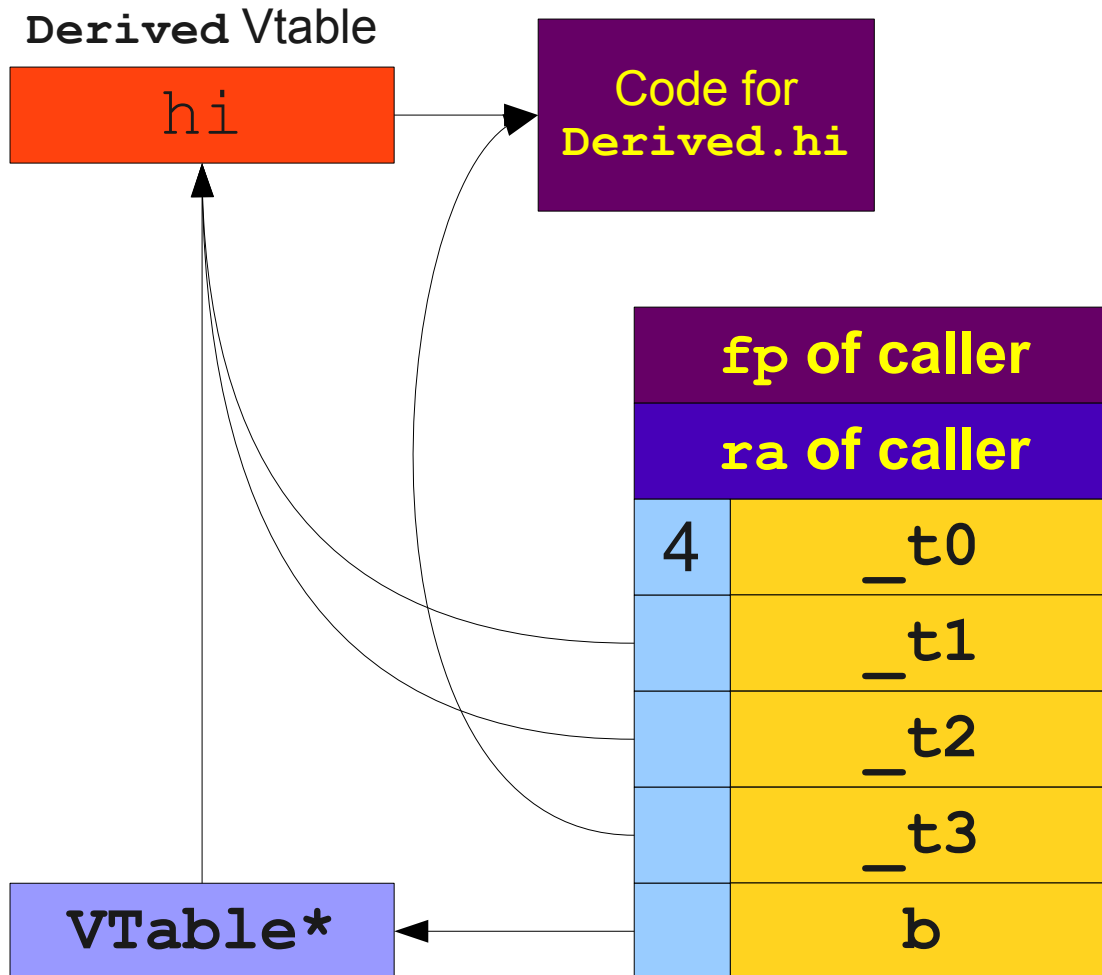 Derived Vtable
hi
Code for
Derived.hi
fp of caller
ra of caller
4 _t0
_t1
_t2
_t3
VTable*
b